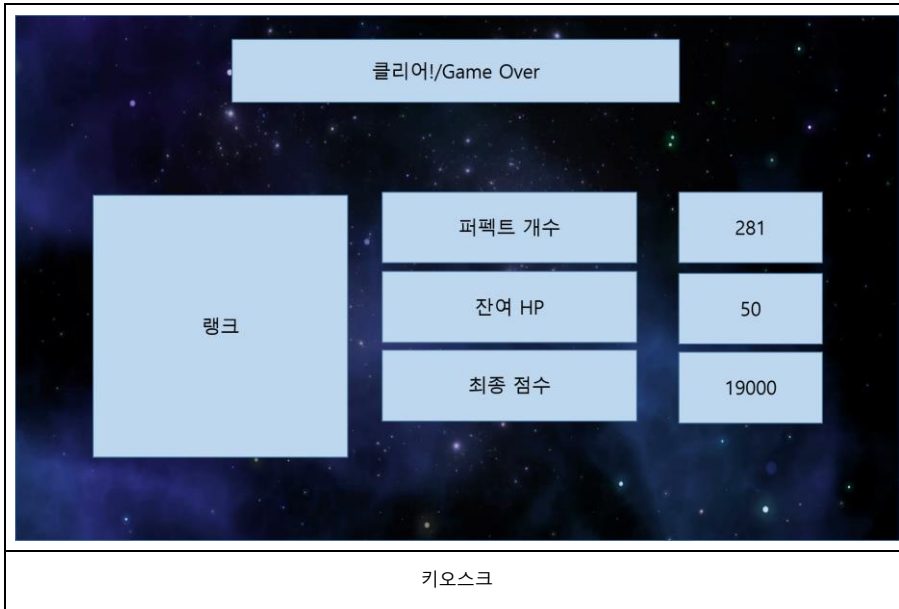 클리어!/Game Over
랭크
퍼펙트 개수 281
잔여 HP 50
최종 점수 19000
키오스크